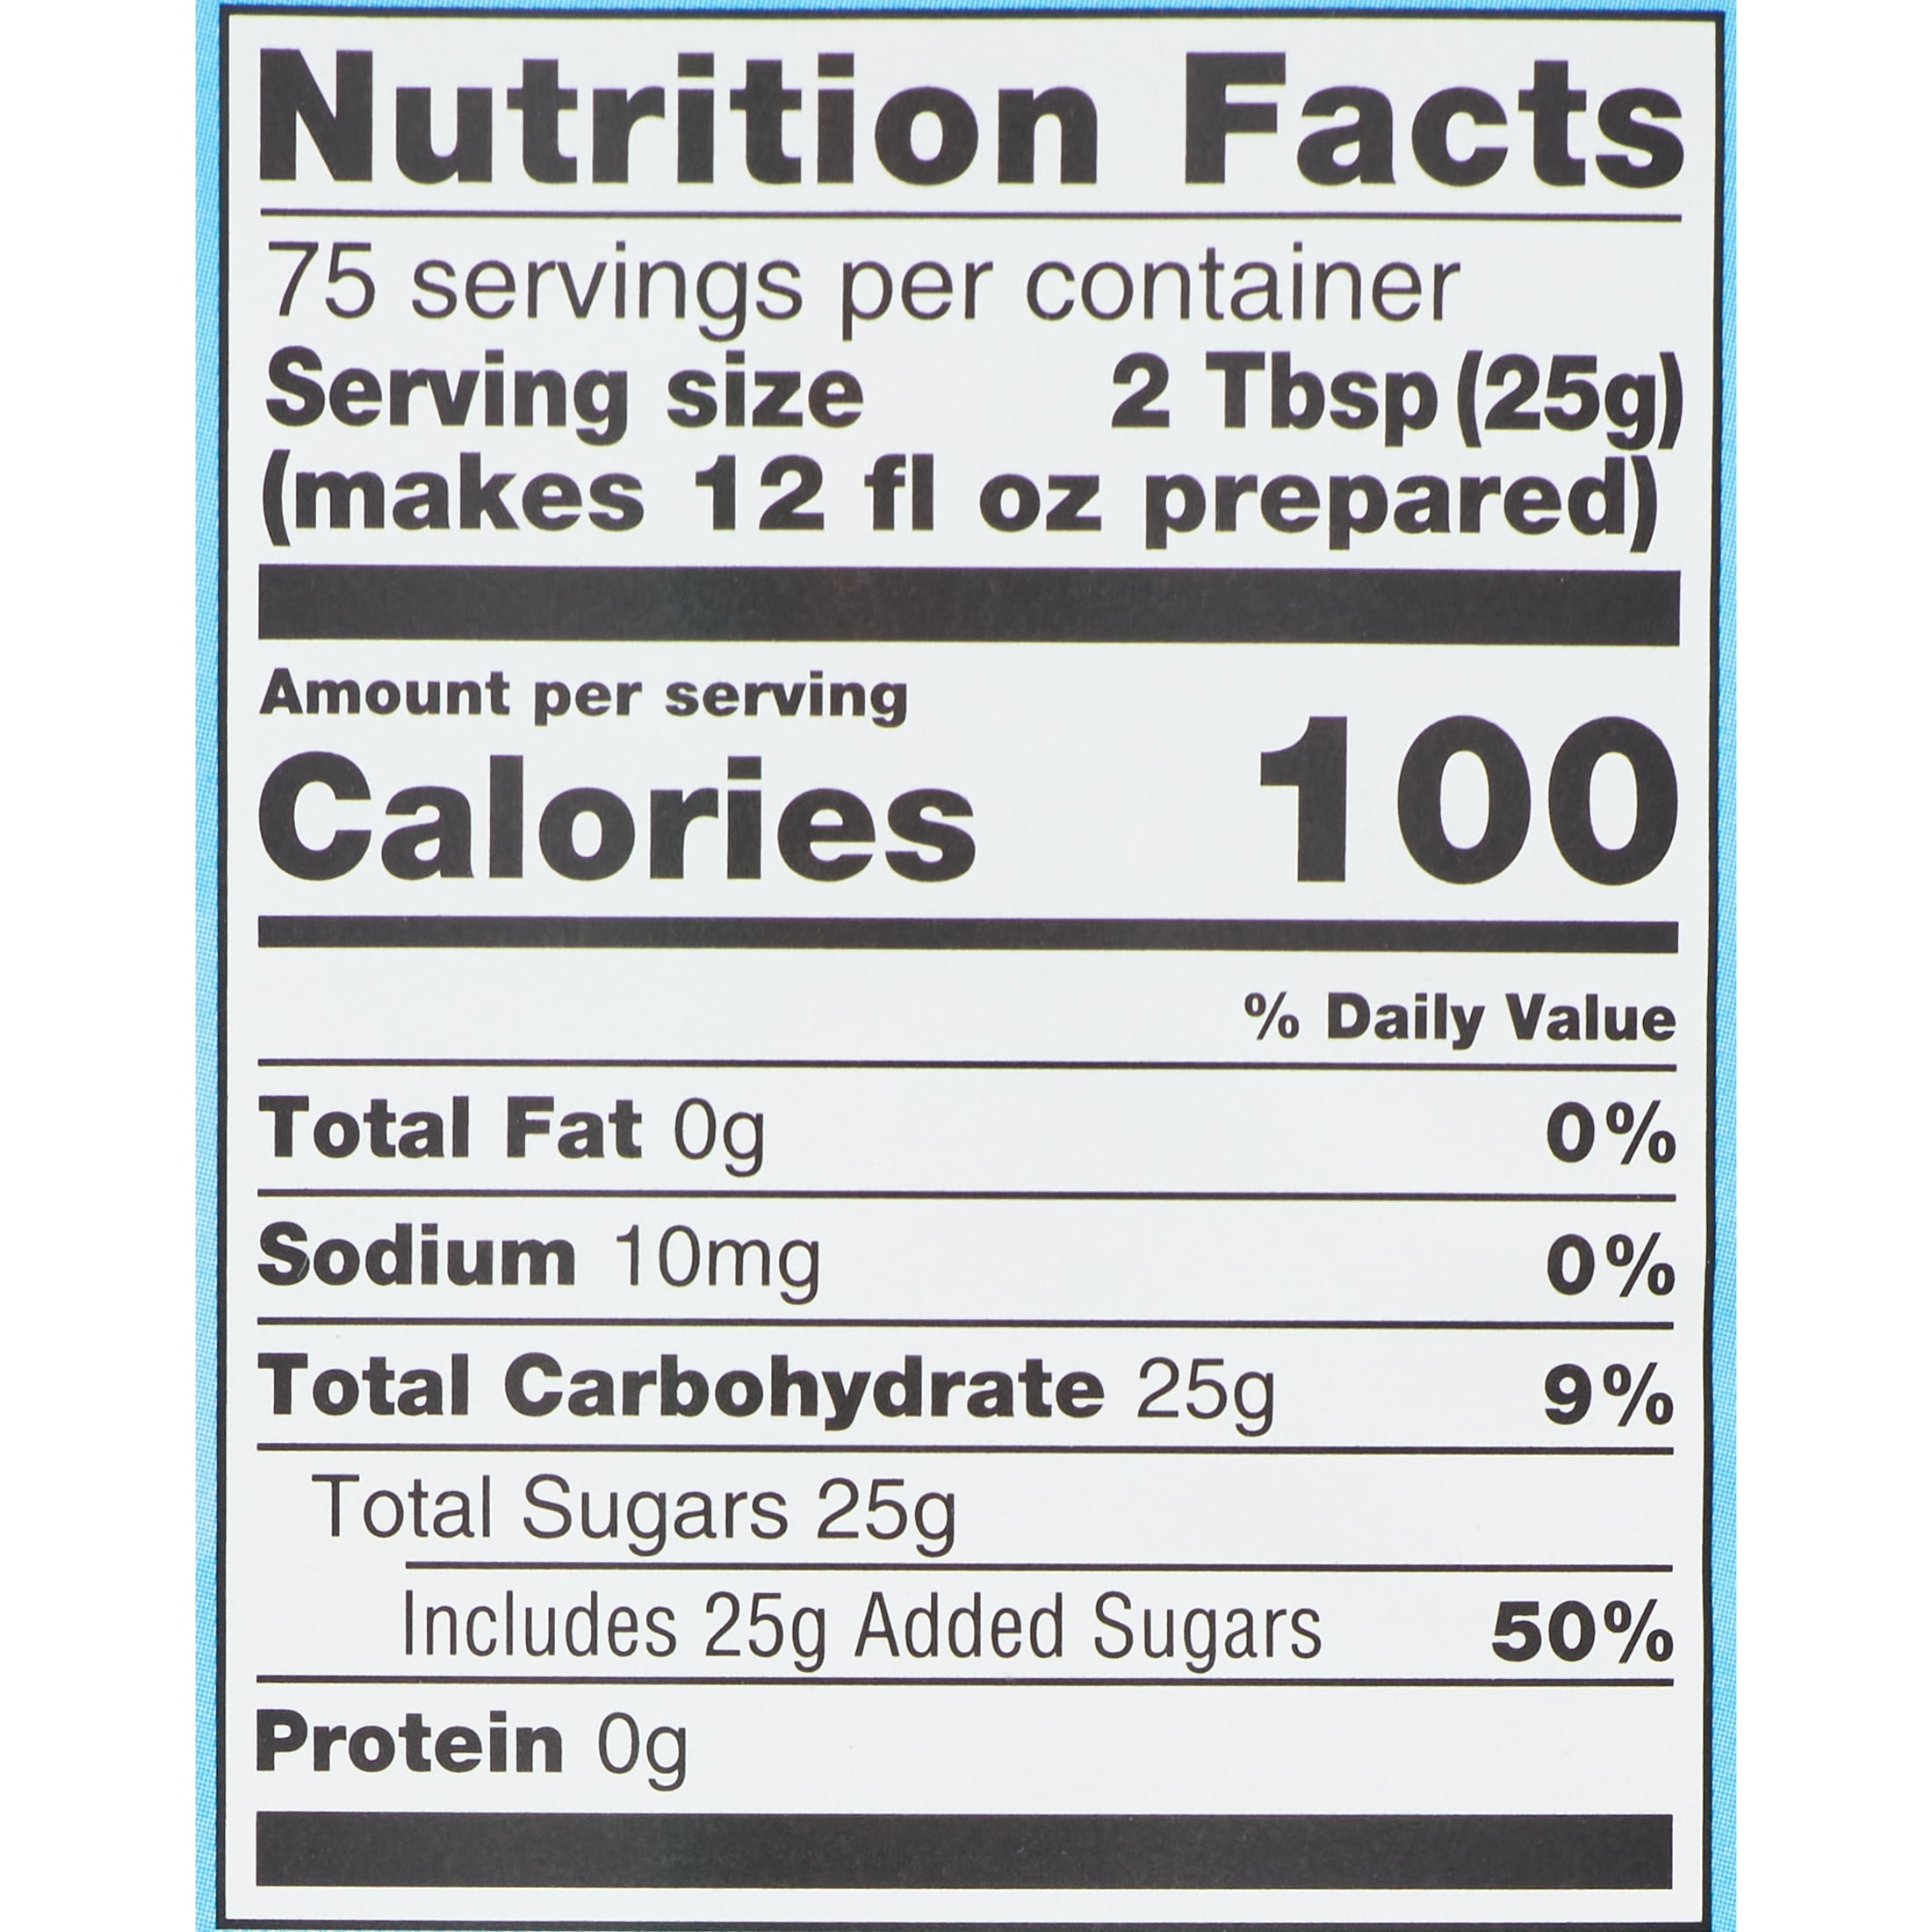 Nutrition Facts
75 servings per container
Serving size 2 Tbsp (25g)
(makes 12 fl oz prepared)
Amount per serving
Calories 100
% Daily Value
Total Fat 0g 0%
Sodium 10mg 0%
Total Carbohydrate 25g 9%
Total Sugars 25g
Includes 25g Added Sugars 50%
Protein 0g